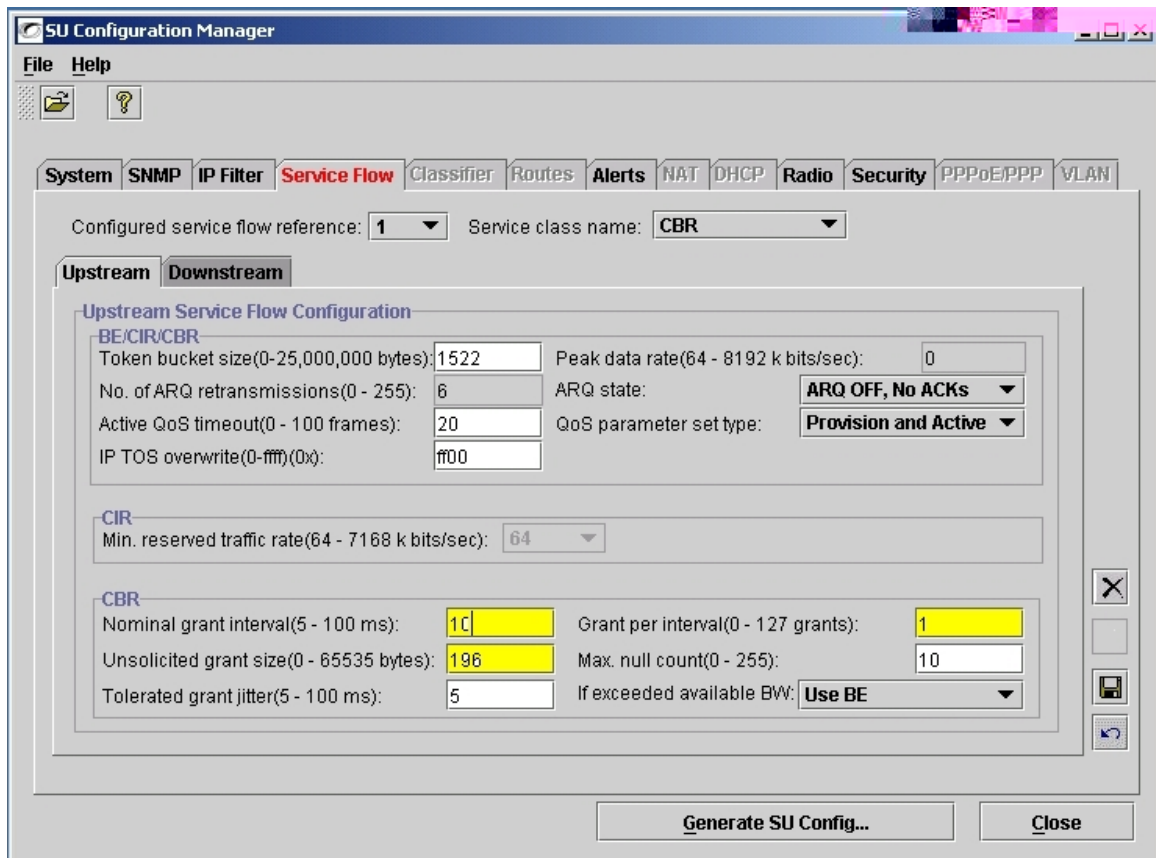 SU Configuration Manager
File Help
System SNMP IP Filter Service Flow Classifier Routes Alerts NAT DHCP Radio Security PPPoE/PPP VLAN
Configured service flow reference: 1 Service class name: CBR
Upstream Downstream
Upstream Service Flow Configuration
BE/CIR/CBR
Token bucket size(0-25,000,000 bytes): 1522 Peak data rate(64 - 8192 k bits/sec): 0
No. of ARQ retransmissions(0 - 255): 6 ARQ state: ARQ OFF, No ACKs
Active QoS timeout(0 - 100 frames): 20 QoS parameter set type: Provision and Active
IP TOS overwrite(0-ffff)(0x): ff00
CIR
Min. reserved traffic rate(64 - 7168 k bits/sec): 64
CBR
Nominal grant interval(5 - 100 ms): 10 Grant per interval(0 - 127 grants): 1
Unsolicited grant size(0 - 65535 bytes): 196 Max. null count(0 - 255): 10
Tolerated grant jitter(5 - 100 ms): 5 If exceeded available BW: Use BE
Generate SU Config... Close